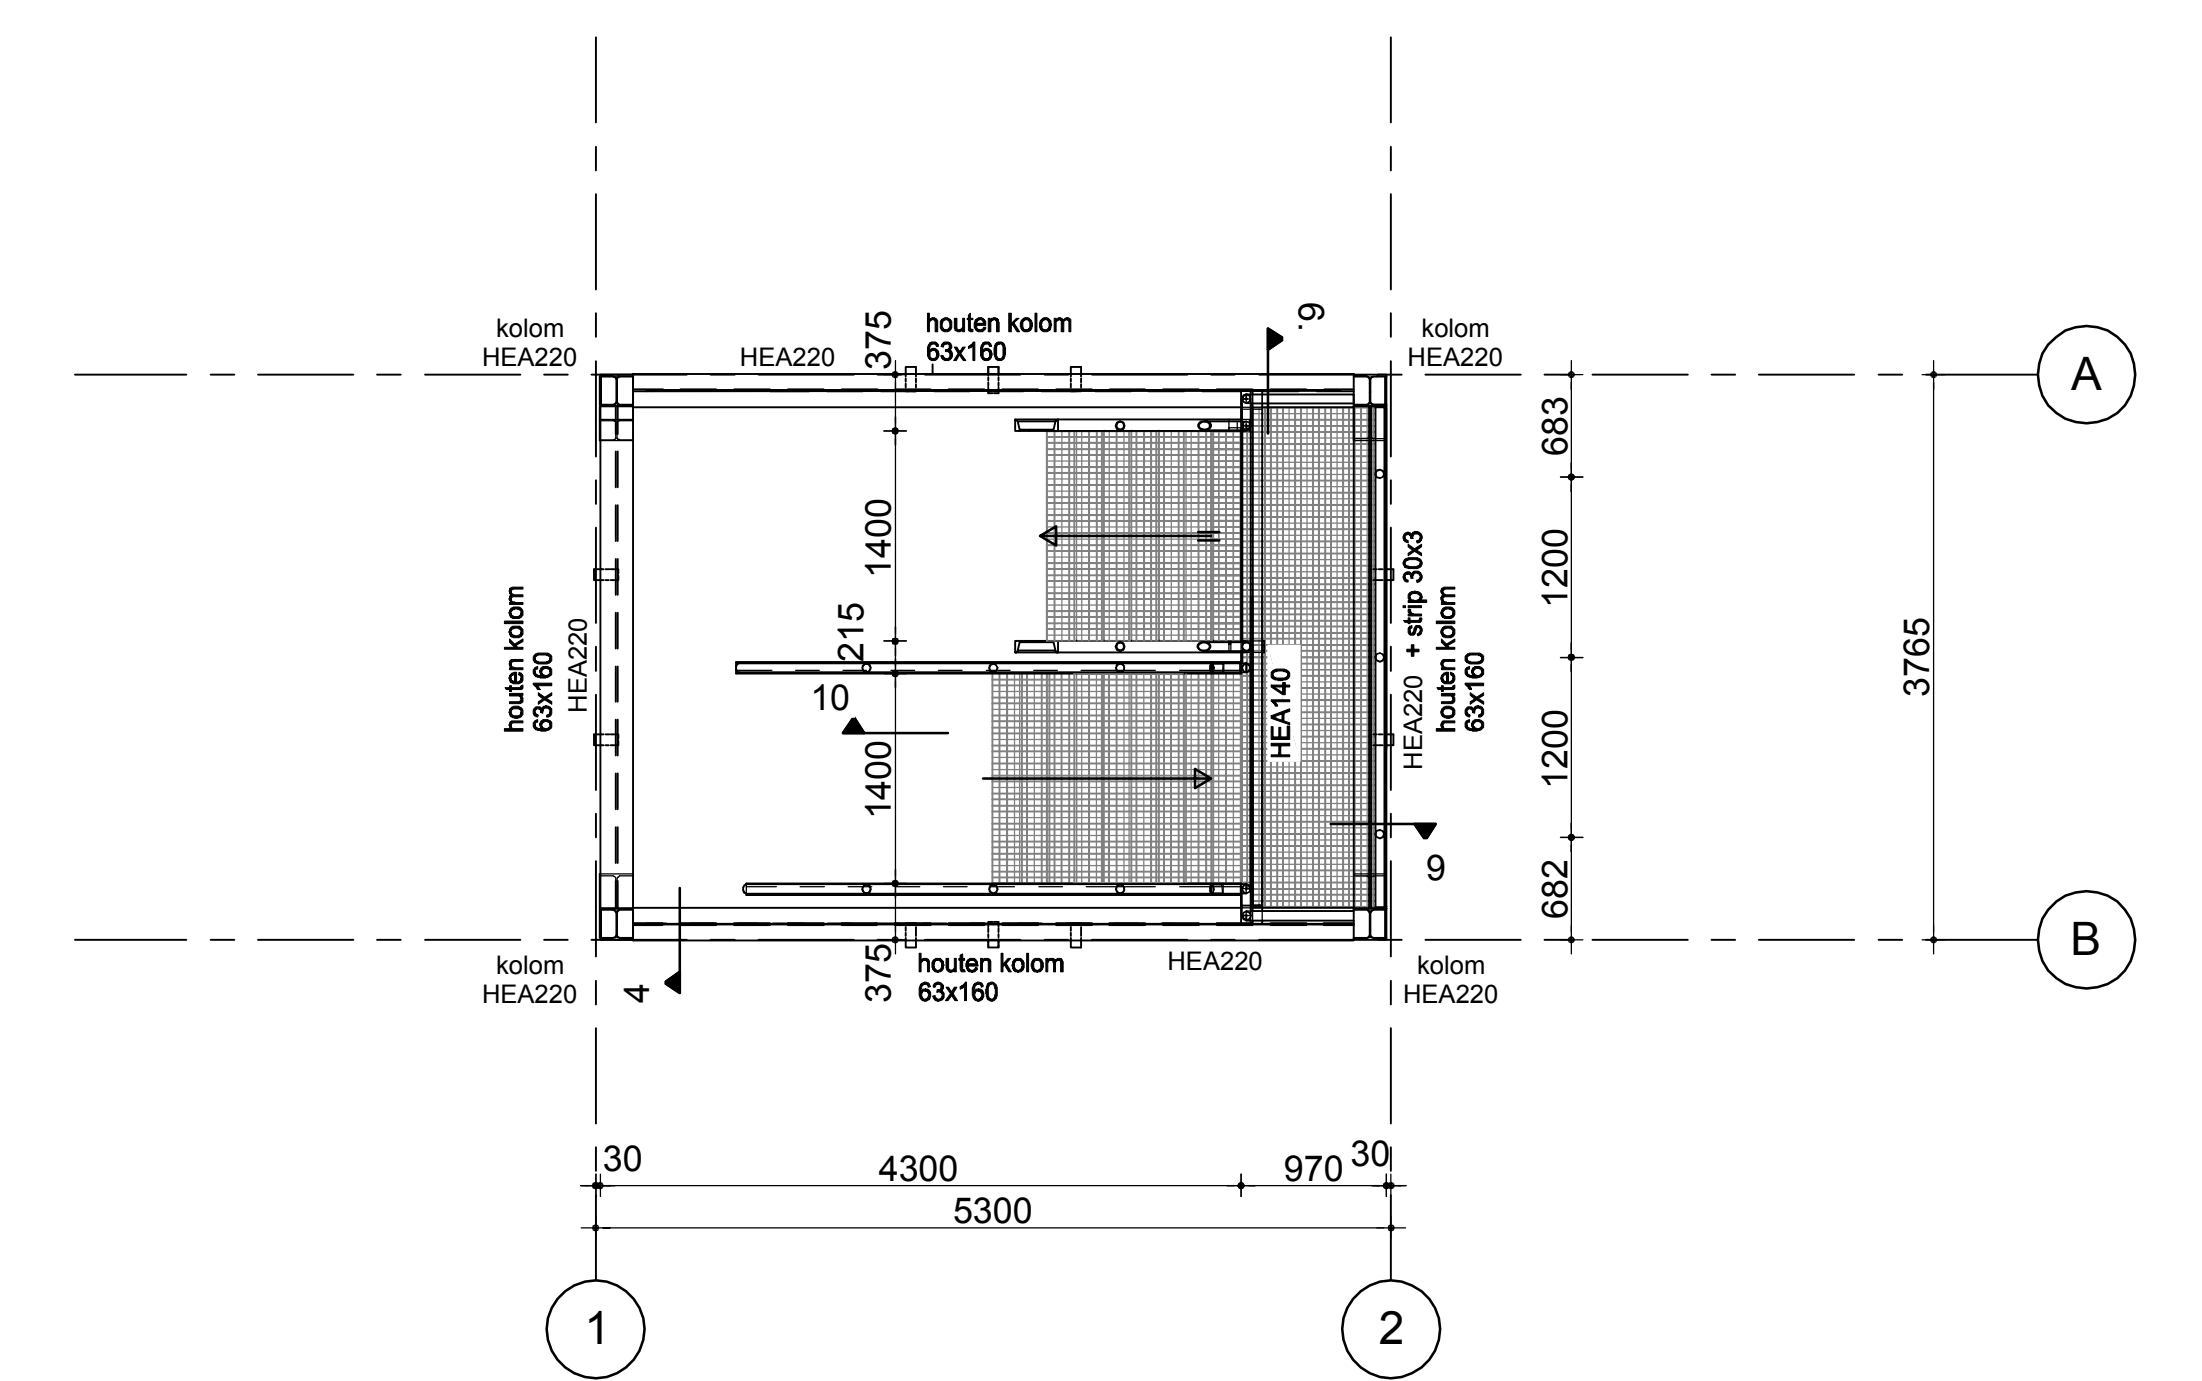 6.
375
houten kolom
63x160
kolom
HEA220
HEA220
kolom
HEA220
A
683
1400
1200
houten kolom
63x160
HEA220
215
10
HEA140
HEA220 + strip 30x3
houten kolom
63x160
3765
1400
1200
9
682
4
375
houten kolom
63x160
HEA220
kolom
HEA220
kolom
HEA220
B
30
4300
970
30
5300
1
2